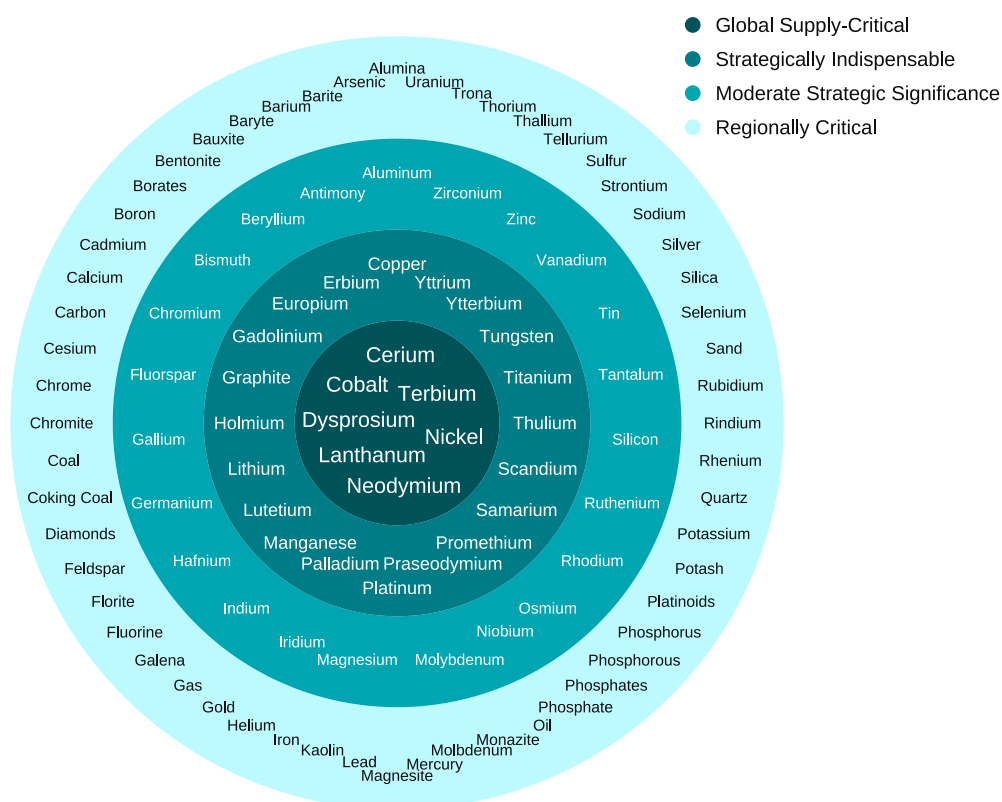 Global Supply-Critical
Strategically Indispensable
Moderate Strategic Significance
Regionally Critical
Alumina
Uranium
Trona
Thorium
Thallium
Tellurium
Sulfur
Strontium
Sodium
Silver
Silica
Selenium
Sand
Rubidium
Rindium
Rhenium
Quartz
Potassium
Potash
Platinoids
Phosphorus
Phosphorous
Phosphates
Phosphate
Oil
Monazite
Molbdenum
Mercury
Magnesite
Lead
Kaolin
Iron
Helium
Gold
Gas
Galena
Fluorine
Florite
Feldspar
Diamonds
Coking Coal
Coal
Chromite
Chrome
Cesium
Carbon
Calcium
Cadmium
Boron
Borates
Bentonite
Bauxite
Baryte
Barium
Barite
Arsenic
Aluminum
Zirconium
Zinc
Vanadium
Tin
Tantalum
Silicon
Ruthenium
Rhodium
Osmium
Niobium
Molybdenum
Magnesium
Iridium
Indium
Hafnium
Germanium
Gallium
Fluorspar
Chromium
Bismuth
Beryllium
Antimony
Copper
Yttrium
Ytterbium
Tungsten
Titanium
Thulium
Scandium
Samarium
Promethium
Praseodymium
Platinum
Palladium
Manganese
Lutetium
Lithium
Holmium
Graphite
Gadolinium
Europium
Erbium
Cerium
Cobalt
Terbium
Dysprosium
Nickel
Lanthanum
Neodymium